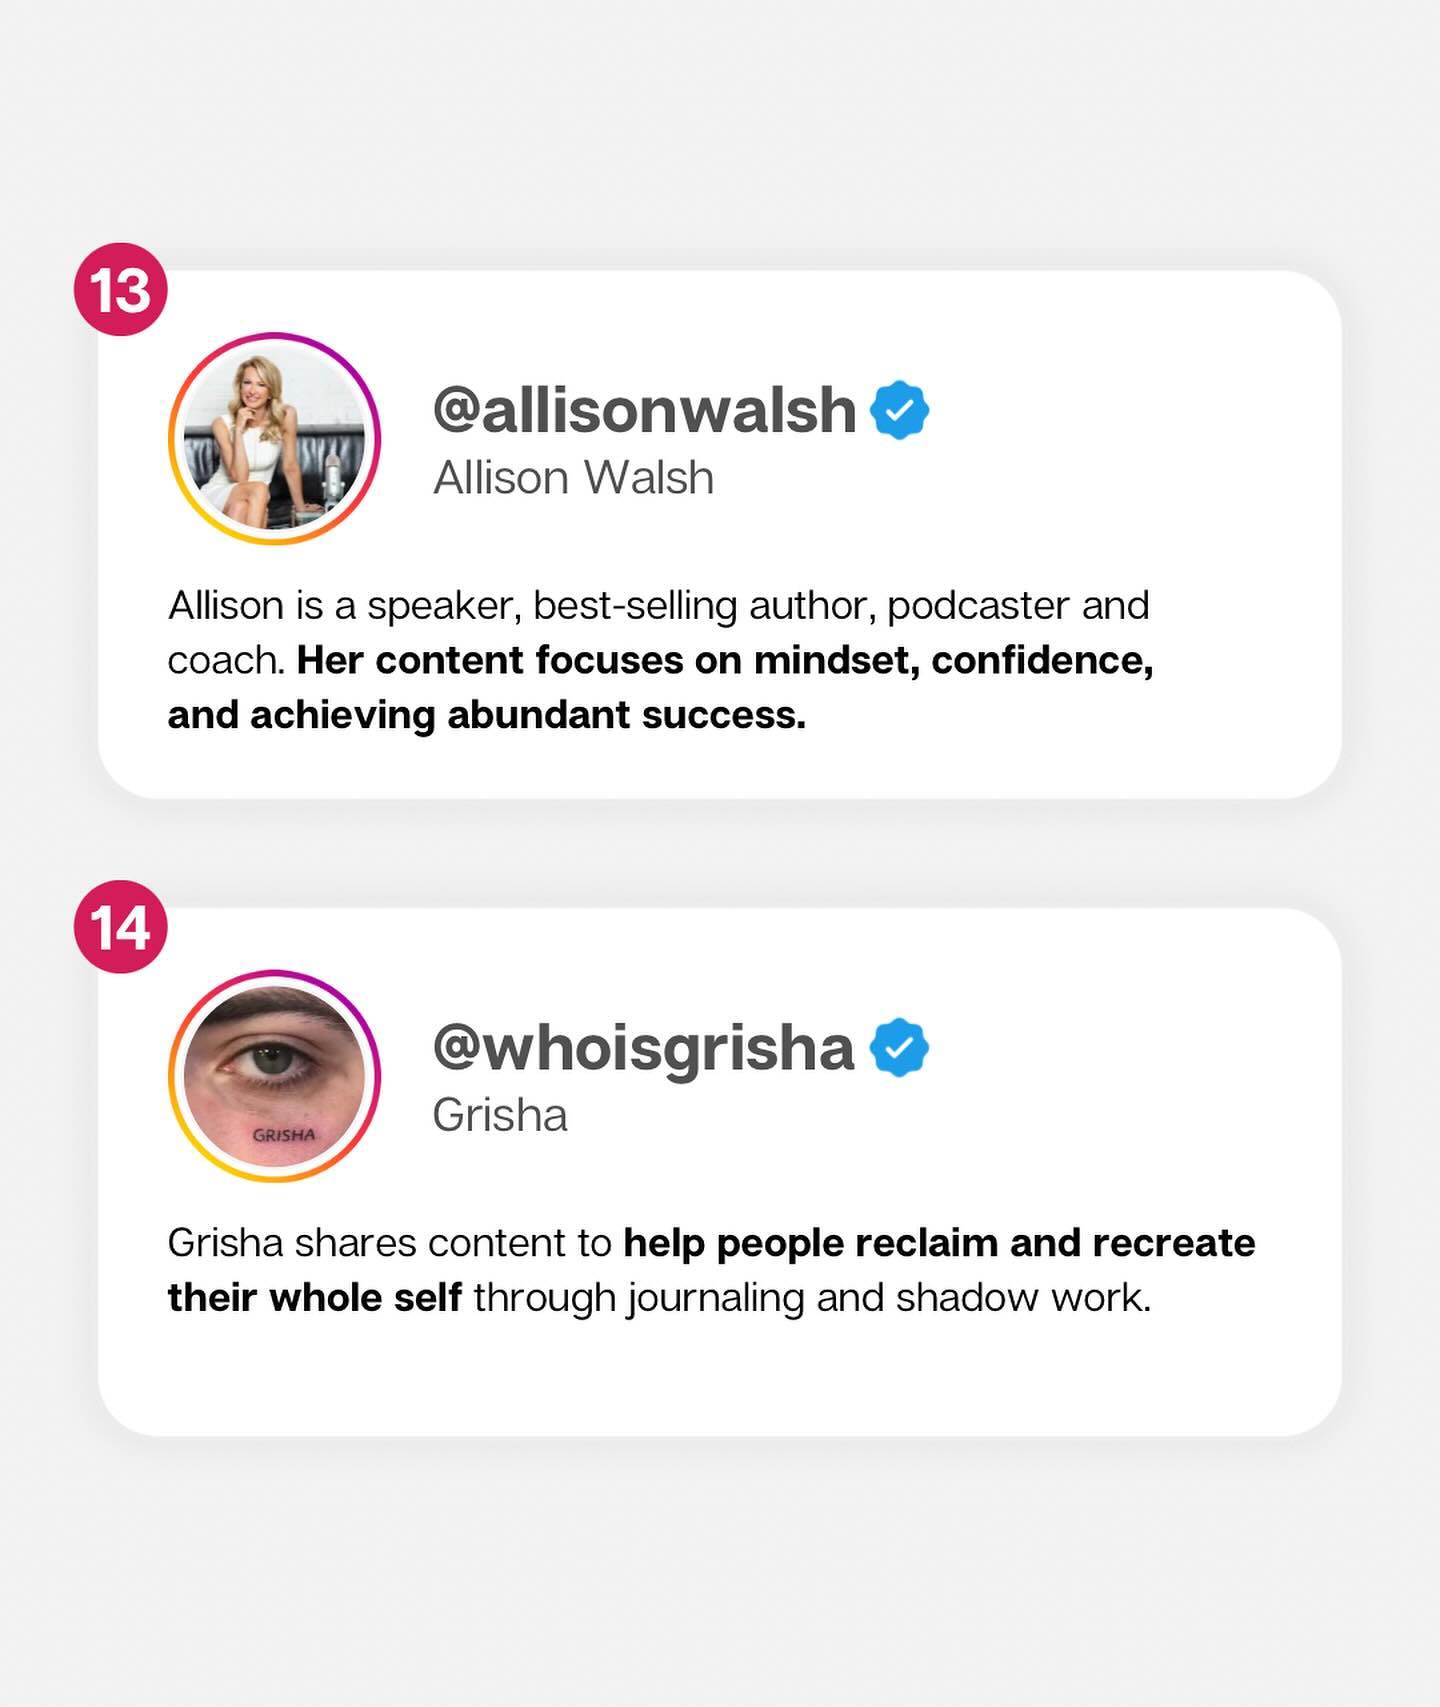 13
@allisonwalsh
Allison Walsh
Allison is a speaker, best-selling author, podcaster and
coach. Her content focuses on mindset, confidence,
and achieving abundant success.
14
GRISHA
@whoisgrisha
Grisha
Grisha shares content to help people reclaim and recreate
their whole self through journaling and shadow work.